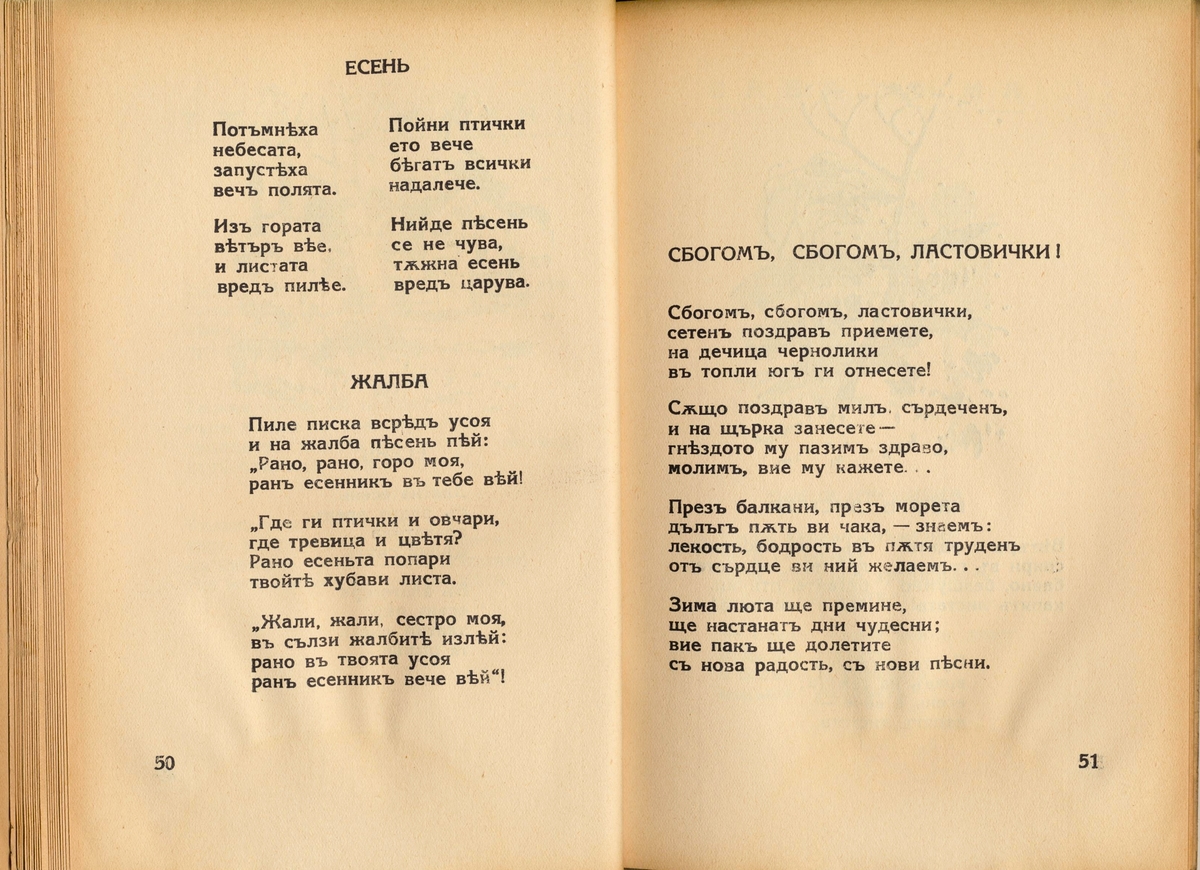 ЕСЕНЬ
Потъмнѣха
небесата,
запустѣха
вечъ полята.
Изъ гората
вѣтъръ вѣе,
и листата
вредъ пилѣе.
Пойни птички
ето вече
бѣгатъ всички
надалече.
Нийде пѣсень
се не чува,
тѫжна есень
вредъ царува.
ЖАЛБА
Пиле писка всрѣдъ усоя
и на жалба пѣсень пѣй:
„Рано, рано, горо моя,
ранъ есенникъ въ тебе вѣй!
„Где ги птички и овчари,
где тревица и цвѣтя?
Рано есеньта попари
твойтѣ хубави листа.
„Жали, жали, сестро моя,
въ сълзи жалбитѣ излѣй:
рано въ твоята усоя
ранъ есенникъ вече вѣй“!
50
СБОГОМЪ, СБОГОМЪ, ЛАСТОВИЧКИ!
Сбогомъ, сбогомъ, ластовички,
сетенъ поздравъ приемете,
на дечица чернолики
въ топли югъ ги отнесете!
Сѫщо поздравъ милъ, сърдеченъ,
и на щърка занесете —
гнѣздото му пазимъ здраво,
молимъ, вие му кажете...
Презъ балкани, презъ морета
дълъгъ пѫть ви чака, — знаемъ:
лекость, бодрость въ пѫтя труденъ
отъ сърдце ви ний желаемъ...
Зима люта ще премине,
ще настанатъ дни чудесни;
вие пакъ ще долетите
съ нова радость, съ нови пѣсни.
51